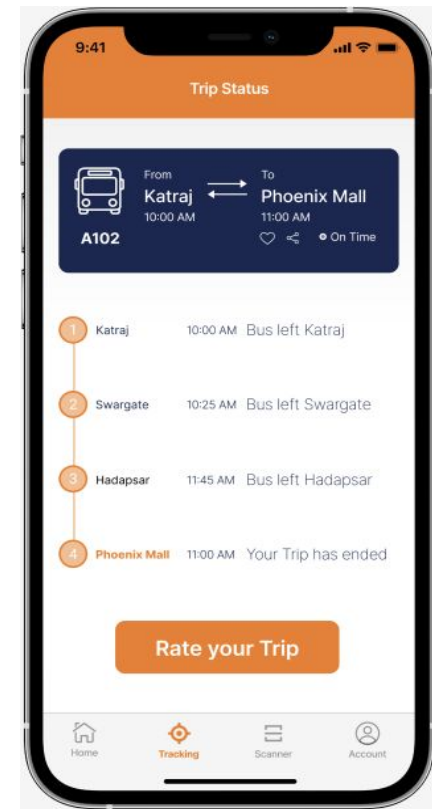 9:41
Trip Status
From
To
Katraj
Phoenix Mall
10:00 AM
11:00 AM
A102
On Time
1 Katraj 10:00 AM Bus left Katraj
2 Swargate 10:25 AM Bus left Swargate
3 Hadapsar 11:45 AM Bus left Hadapsar
4 Phoenix Mall 11:00 AM Your Trip has ended
Rate your Trip
Home Tracking Scanner Account